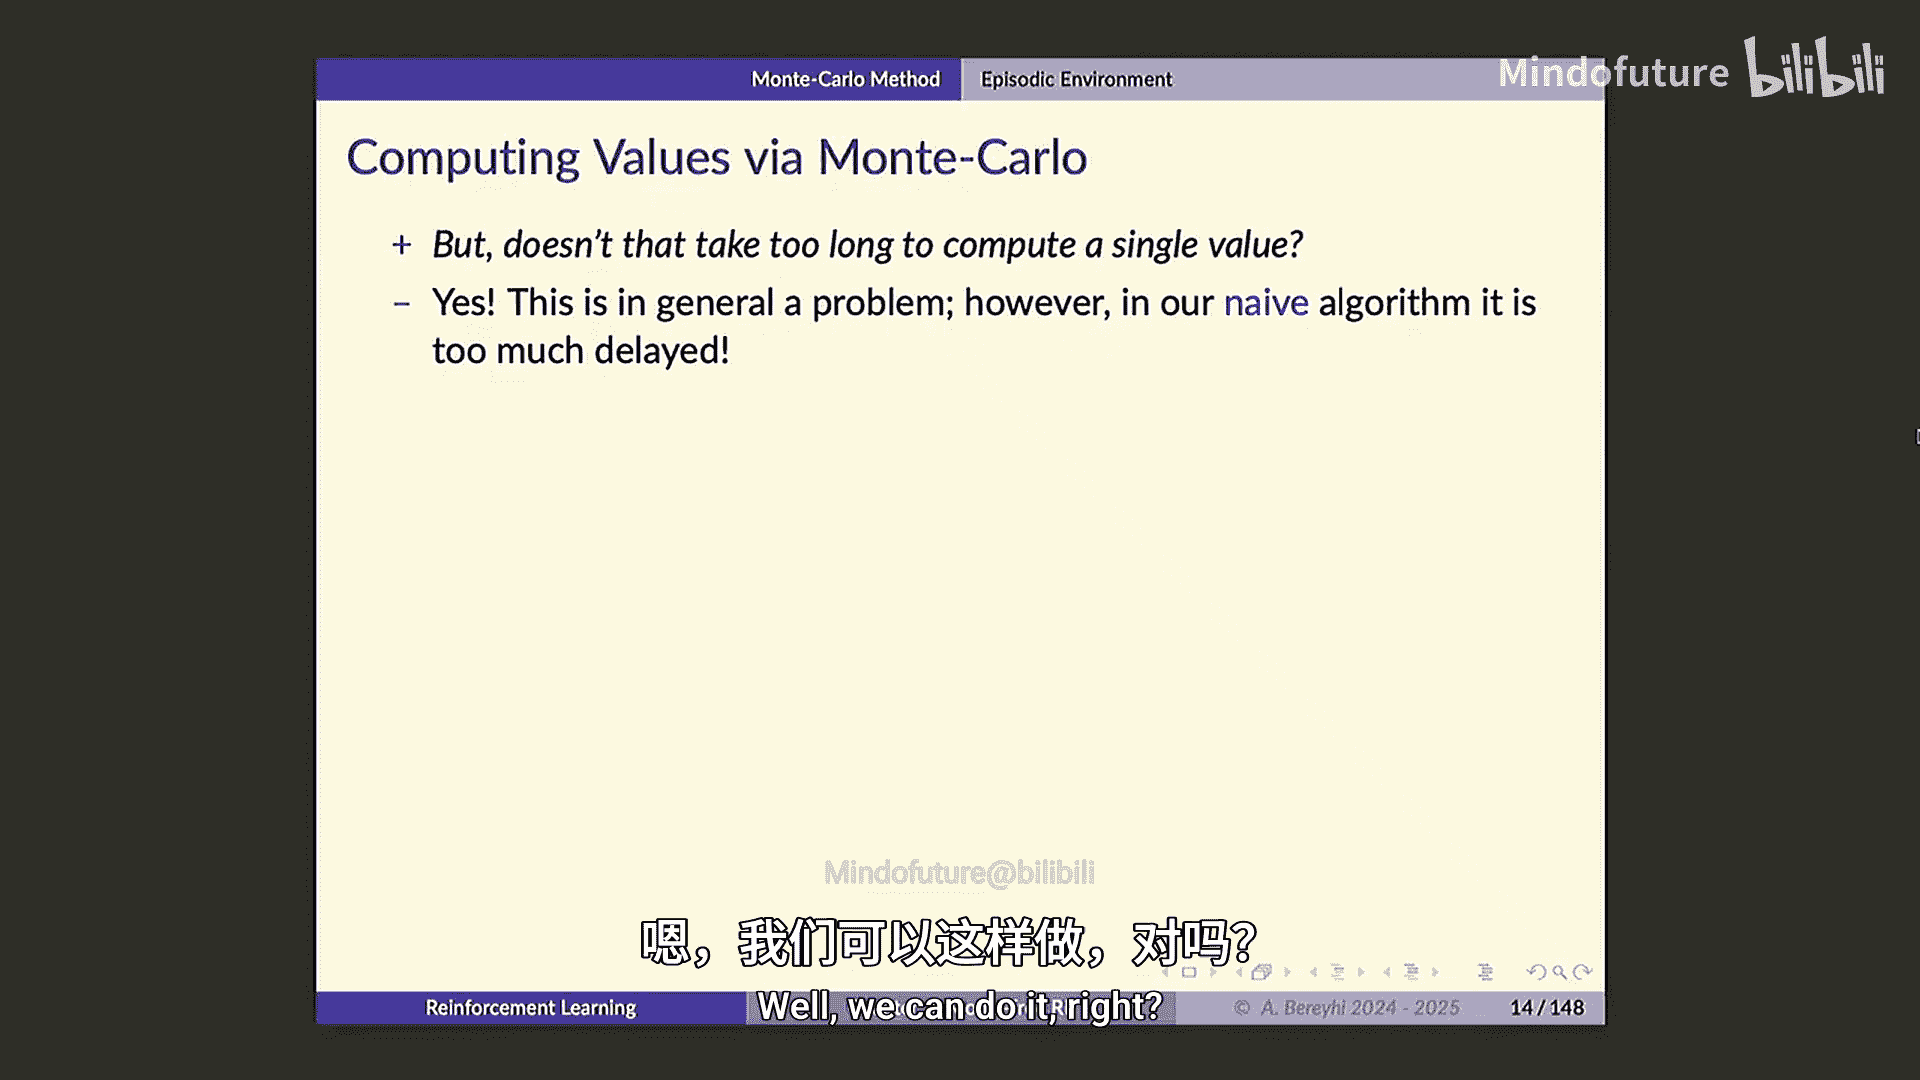 Monte-Carlo Method Episodic Environment
Mindofuture bilibili
Computing Values via Monte-Carlo
+ But, doesn't that take too long to compute a single value?
– Yes! This is in general a problem; however, in our naive algorithm it is
too much delayed!
Mindofuture@bilibili
嗯，我们可以这样做，对吗？
Well, we can do it, right?
Reinforcement Learning © A. Bereyhi 2024 - 2025 14 / 148